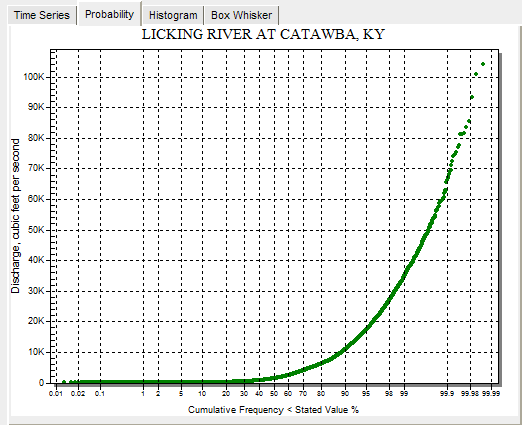 Time Series Probability Histogram Box Whisker
LICKING RIVER AT CATAWBA, KY
Discharge, cubic feet per second
100K
90K
80K
70K
60K
50K
40K
30K
20K
10K
0
0.01 0.02 0.1 1 2 5 10 20 30 40 50 60 70 80 90 95 98 99 99.9 99.98 99.99
Cumulative Frequency < Stated Value %